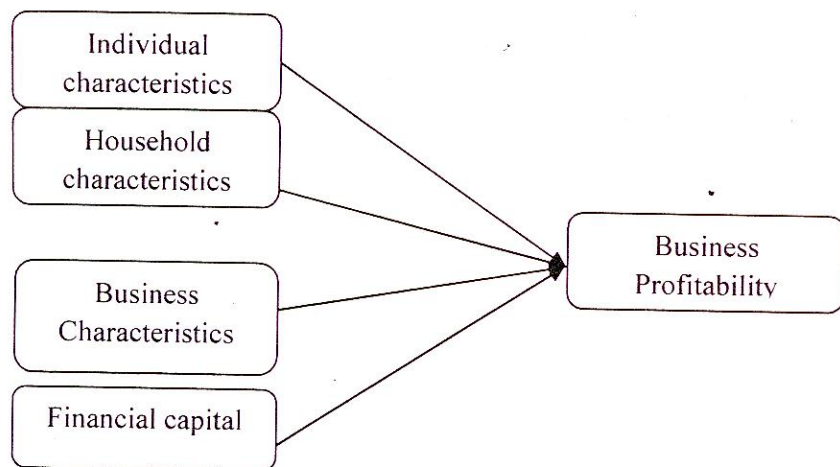 Individual
characteristics
Household
characteristics
Business
Characteristics
Financial capital
Business
Profitability